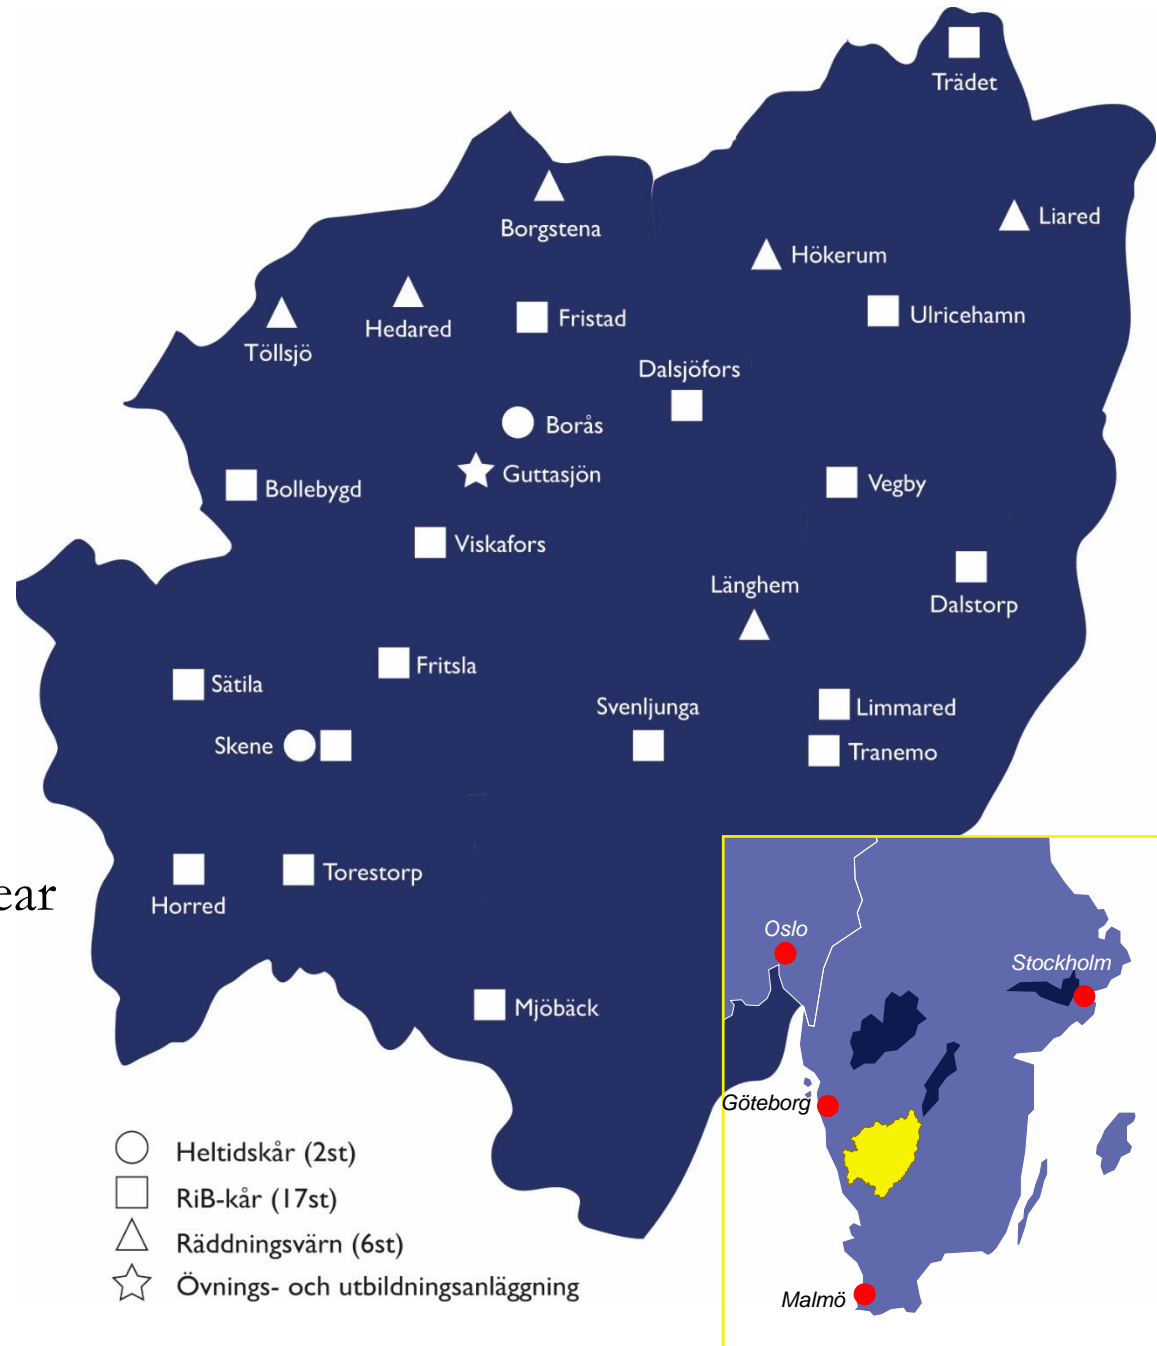 Trädet
Liared
Borgstena
Hökerum
Ulricehamn
Fristad
Hedared
Töllsjö
Dalsjöfors
Borås
Guttasjön
Vegby
Bollebygd
Viskafors
Länghem
Dalstorp
Fritsla
Sätila
Svenljunga
Limmared
Skene
Tranemo
Torestorp
ear
Horred
Mjöbäck
Oslo
Stockholm
Göteborg
Malmö
Heltidskår (2st)
RiB-kår (17st)
Räddningsvärn (6st)
Övnings- och utbildningsanläggning